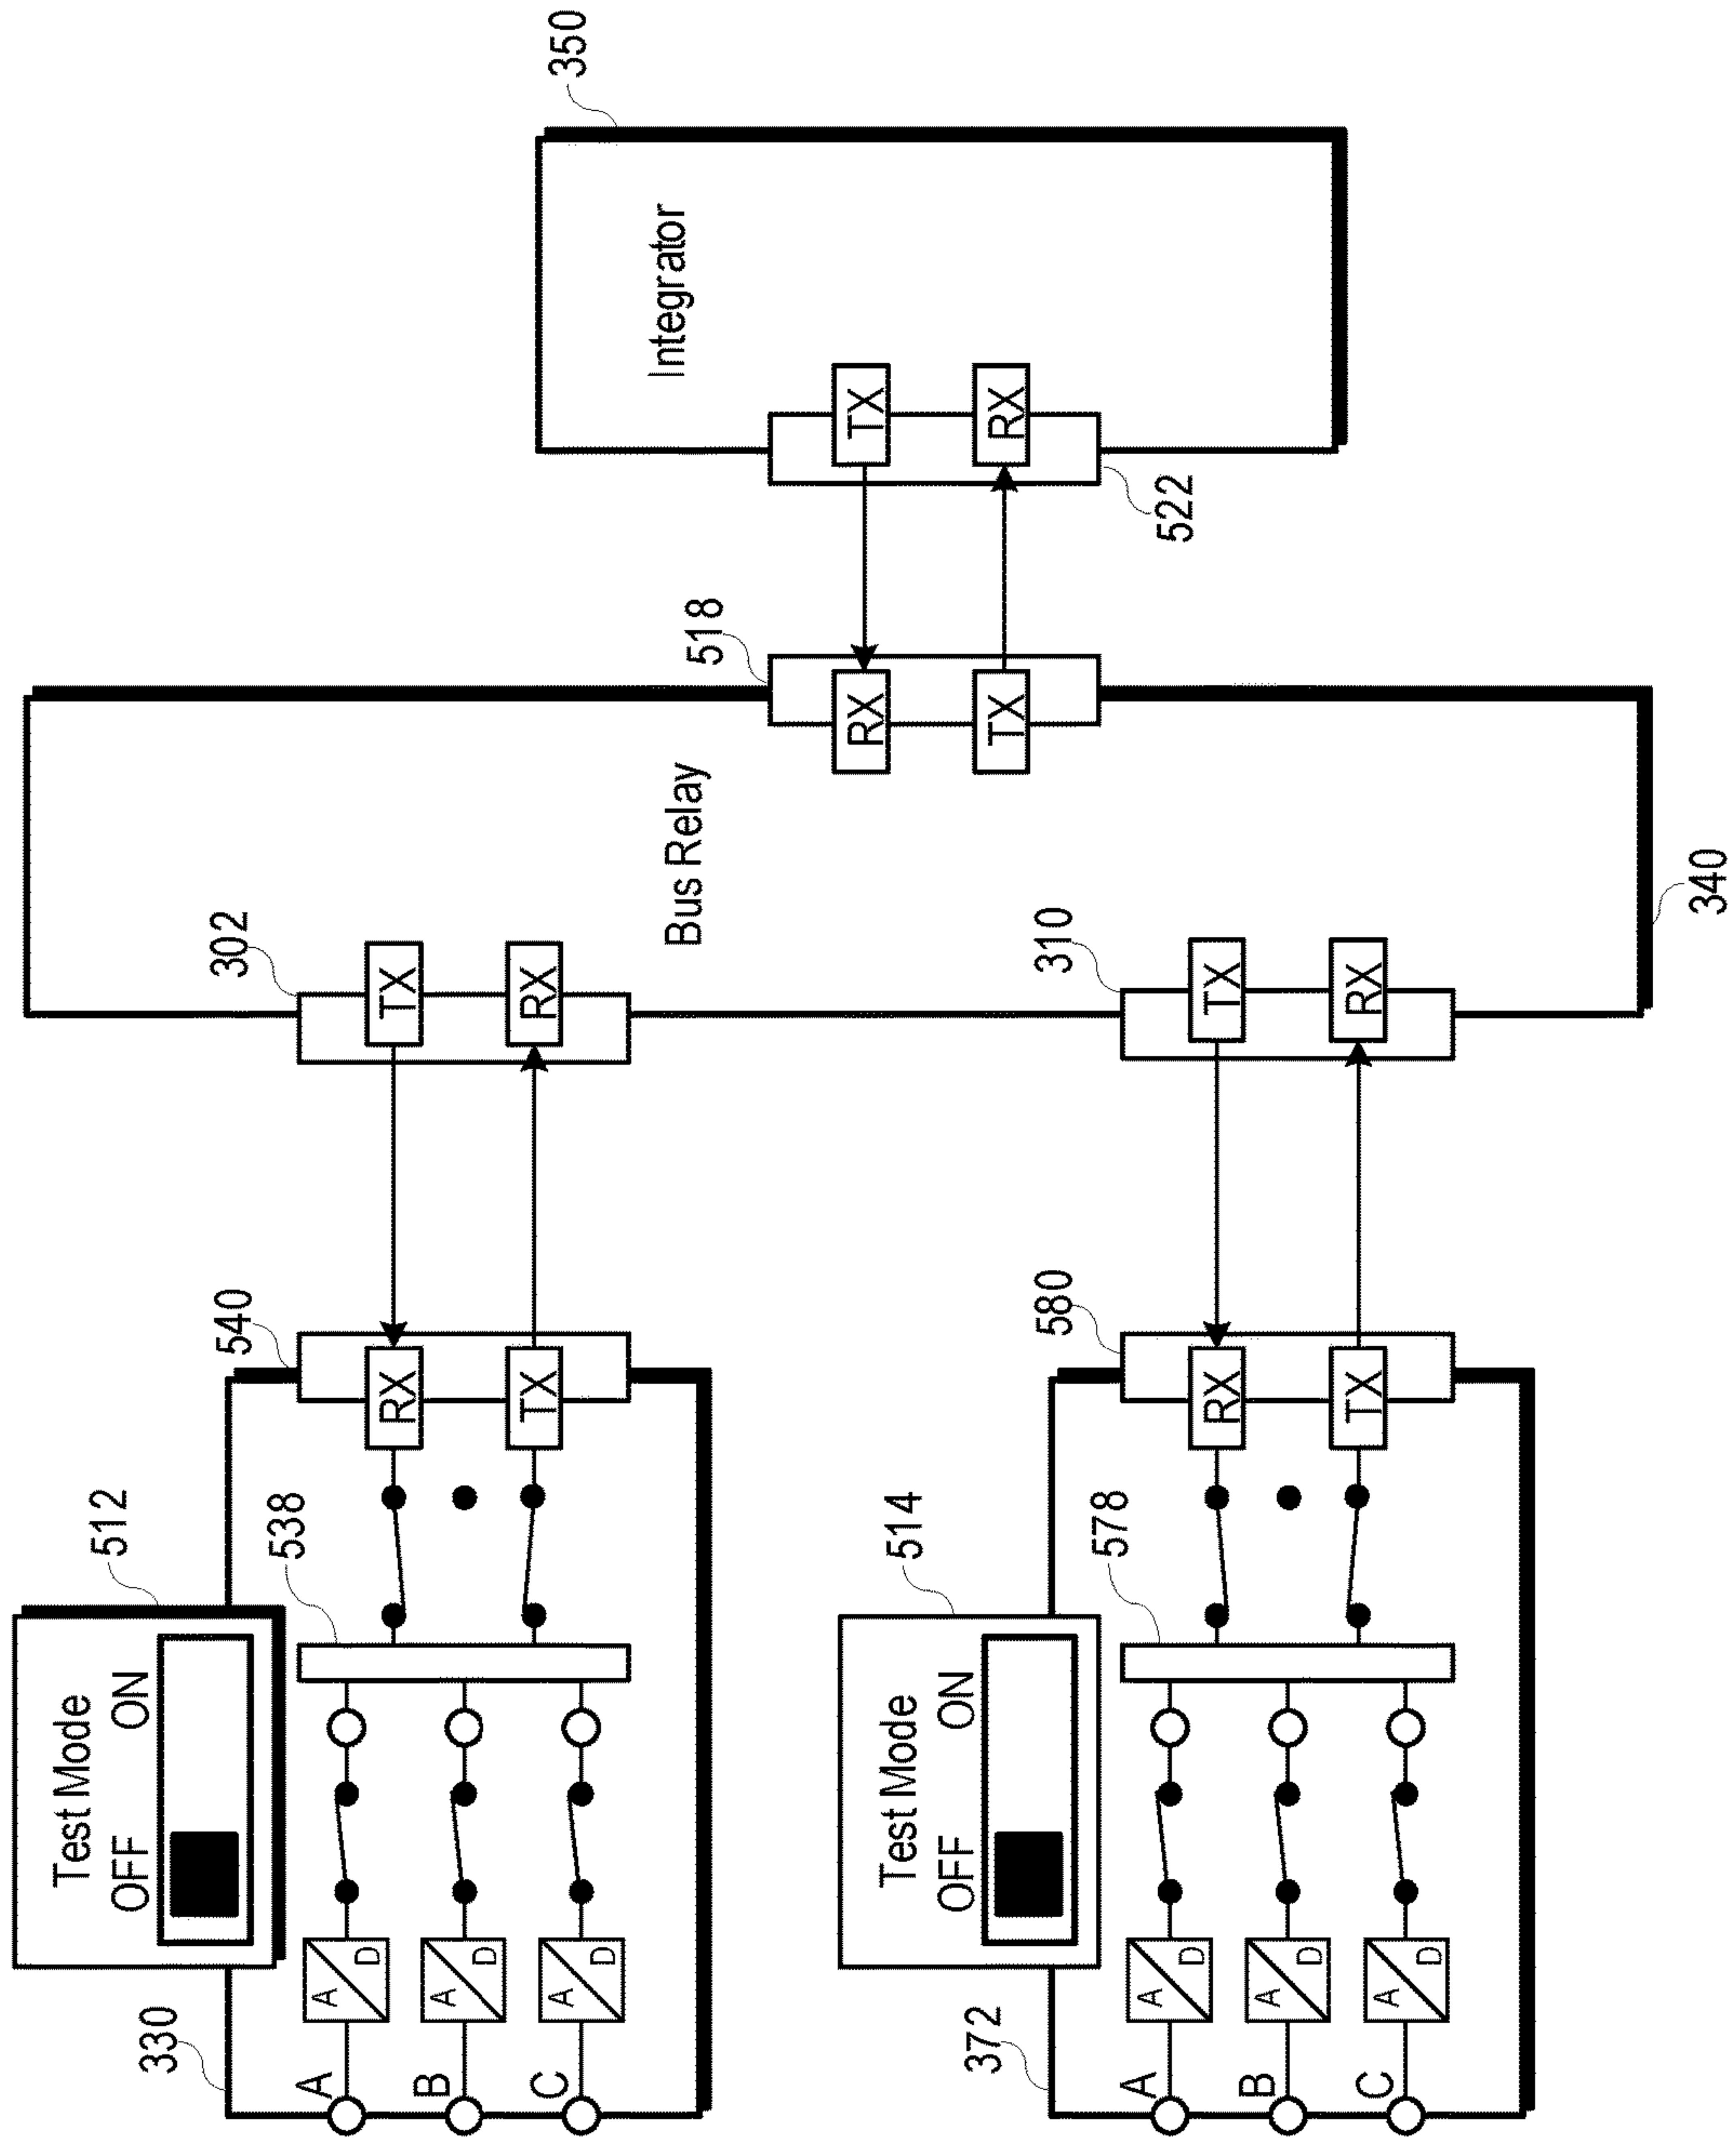 512
Test Mode
OFF ON
330
538
540
A
A D
B
A D
C
A D
RX
TX
302
TX
RX
Bus Relay
518
RX
TX
Integrator
350
TX
RX
522
514
Test Mode
OFF ON
372
578
580
A
A D
B
A D
C
A D
RX
TX
310
TX
RX
340